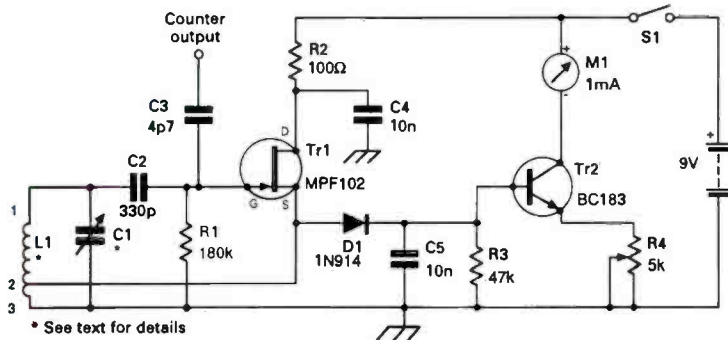 Counter
output
C3
4p7
R2
100Ω
C4
10n
S1
+
M1
1mA
-
D
Tr1
MPF102
G
S
C2
330p
1
L1
*
C1
*
R1
180k
2
3
D1
1N914
C5
10n
R3
47k
Tr2
BC183
R4
5k
+
9V
* See text for details